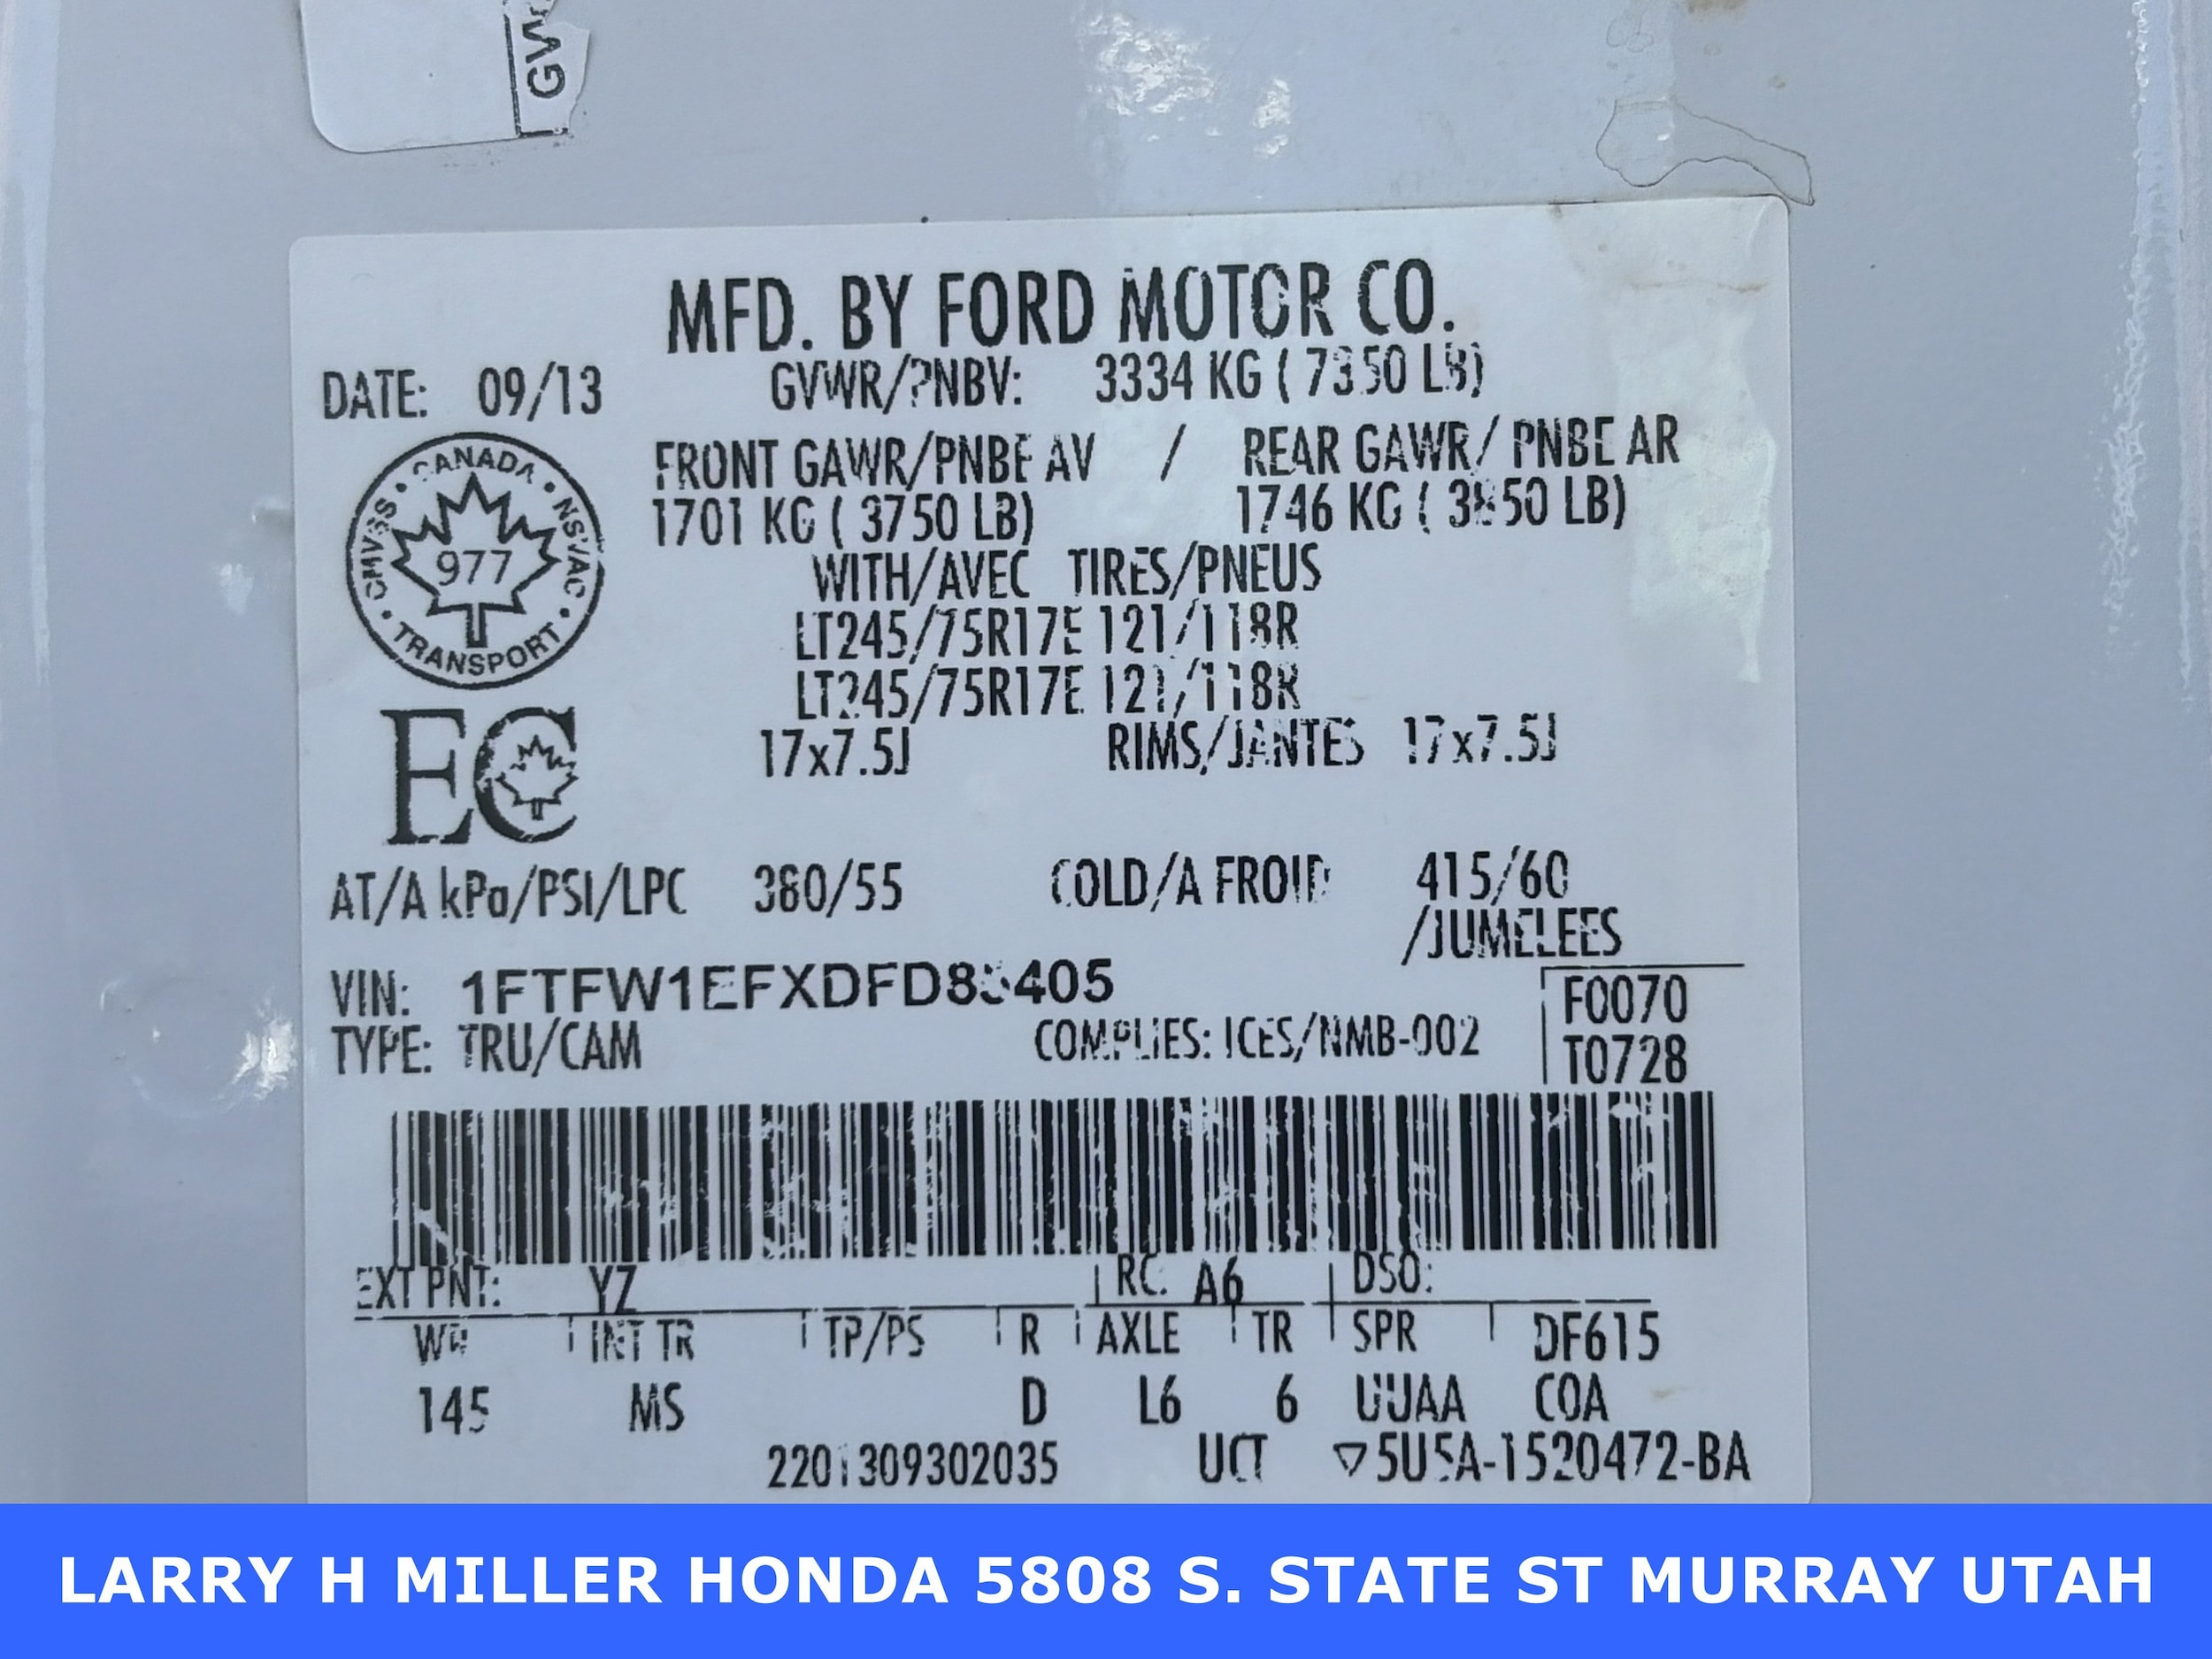 GV
MFD. BY FORD MOTOR CO.
DATE: 09/13 GVWR/PNBV: 3334 KG ( 7350 LB)
FRONT GAWR/PNBE AV / REAR GAWR/ PNBE AR
1701 KG ( 3750 LB) 1746 KG ( 3850 LB)
WITH/AVEC TIRES/PNEUS
LT245/75R17E 121/118R
LT245/75R17E 121/118R
17x7.5J RIMS/JANTES 17x7.5J
CANADA • NSVAC • TRANSPORT • CMVSS •
977
EC
AT/A kPa/PSI/LPC 380/55 COLD/A FROID 415/60
/JUMELEES
VIN: 1FTFW1EFXDFD85405
F0070
TYPE: TRU/CAM COMPLIES: ICES/NMB-002
T0728
EXT PNT: YZ RC: A6 DSO:
WB INT TR TP/PS R AXLE TR SPR DF615
145 MS D L6 6 UUAA COA
2201309302035 UCT ▽5U5A-1520472-BA
LARRY H MILLER HONDA 5808 S. STATE ST MURRAY UTAH